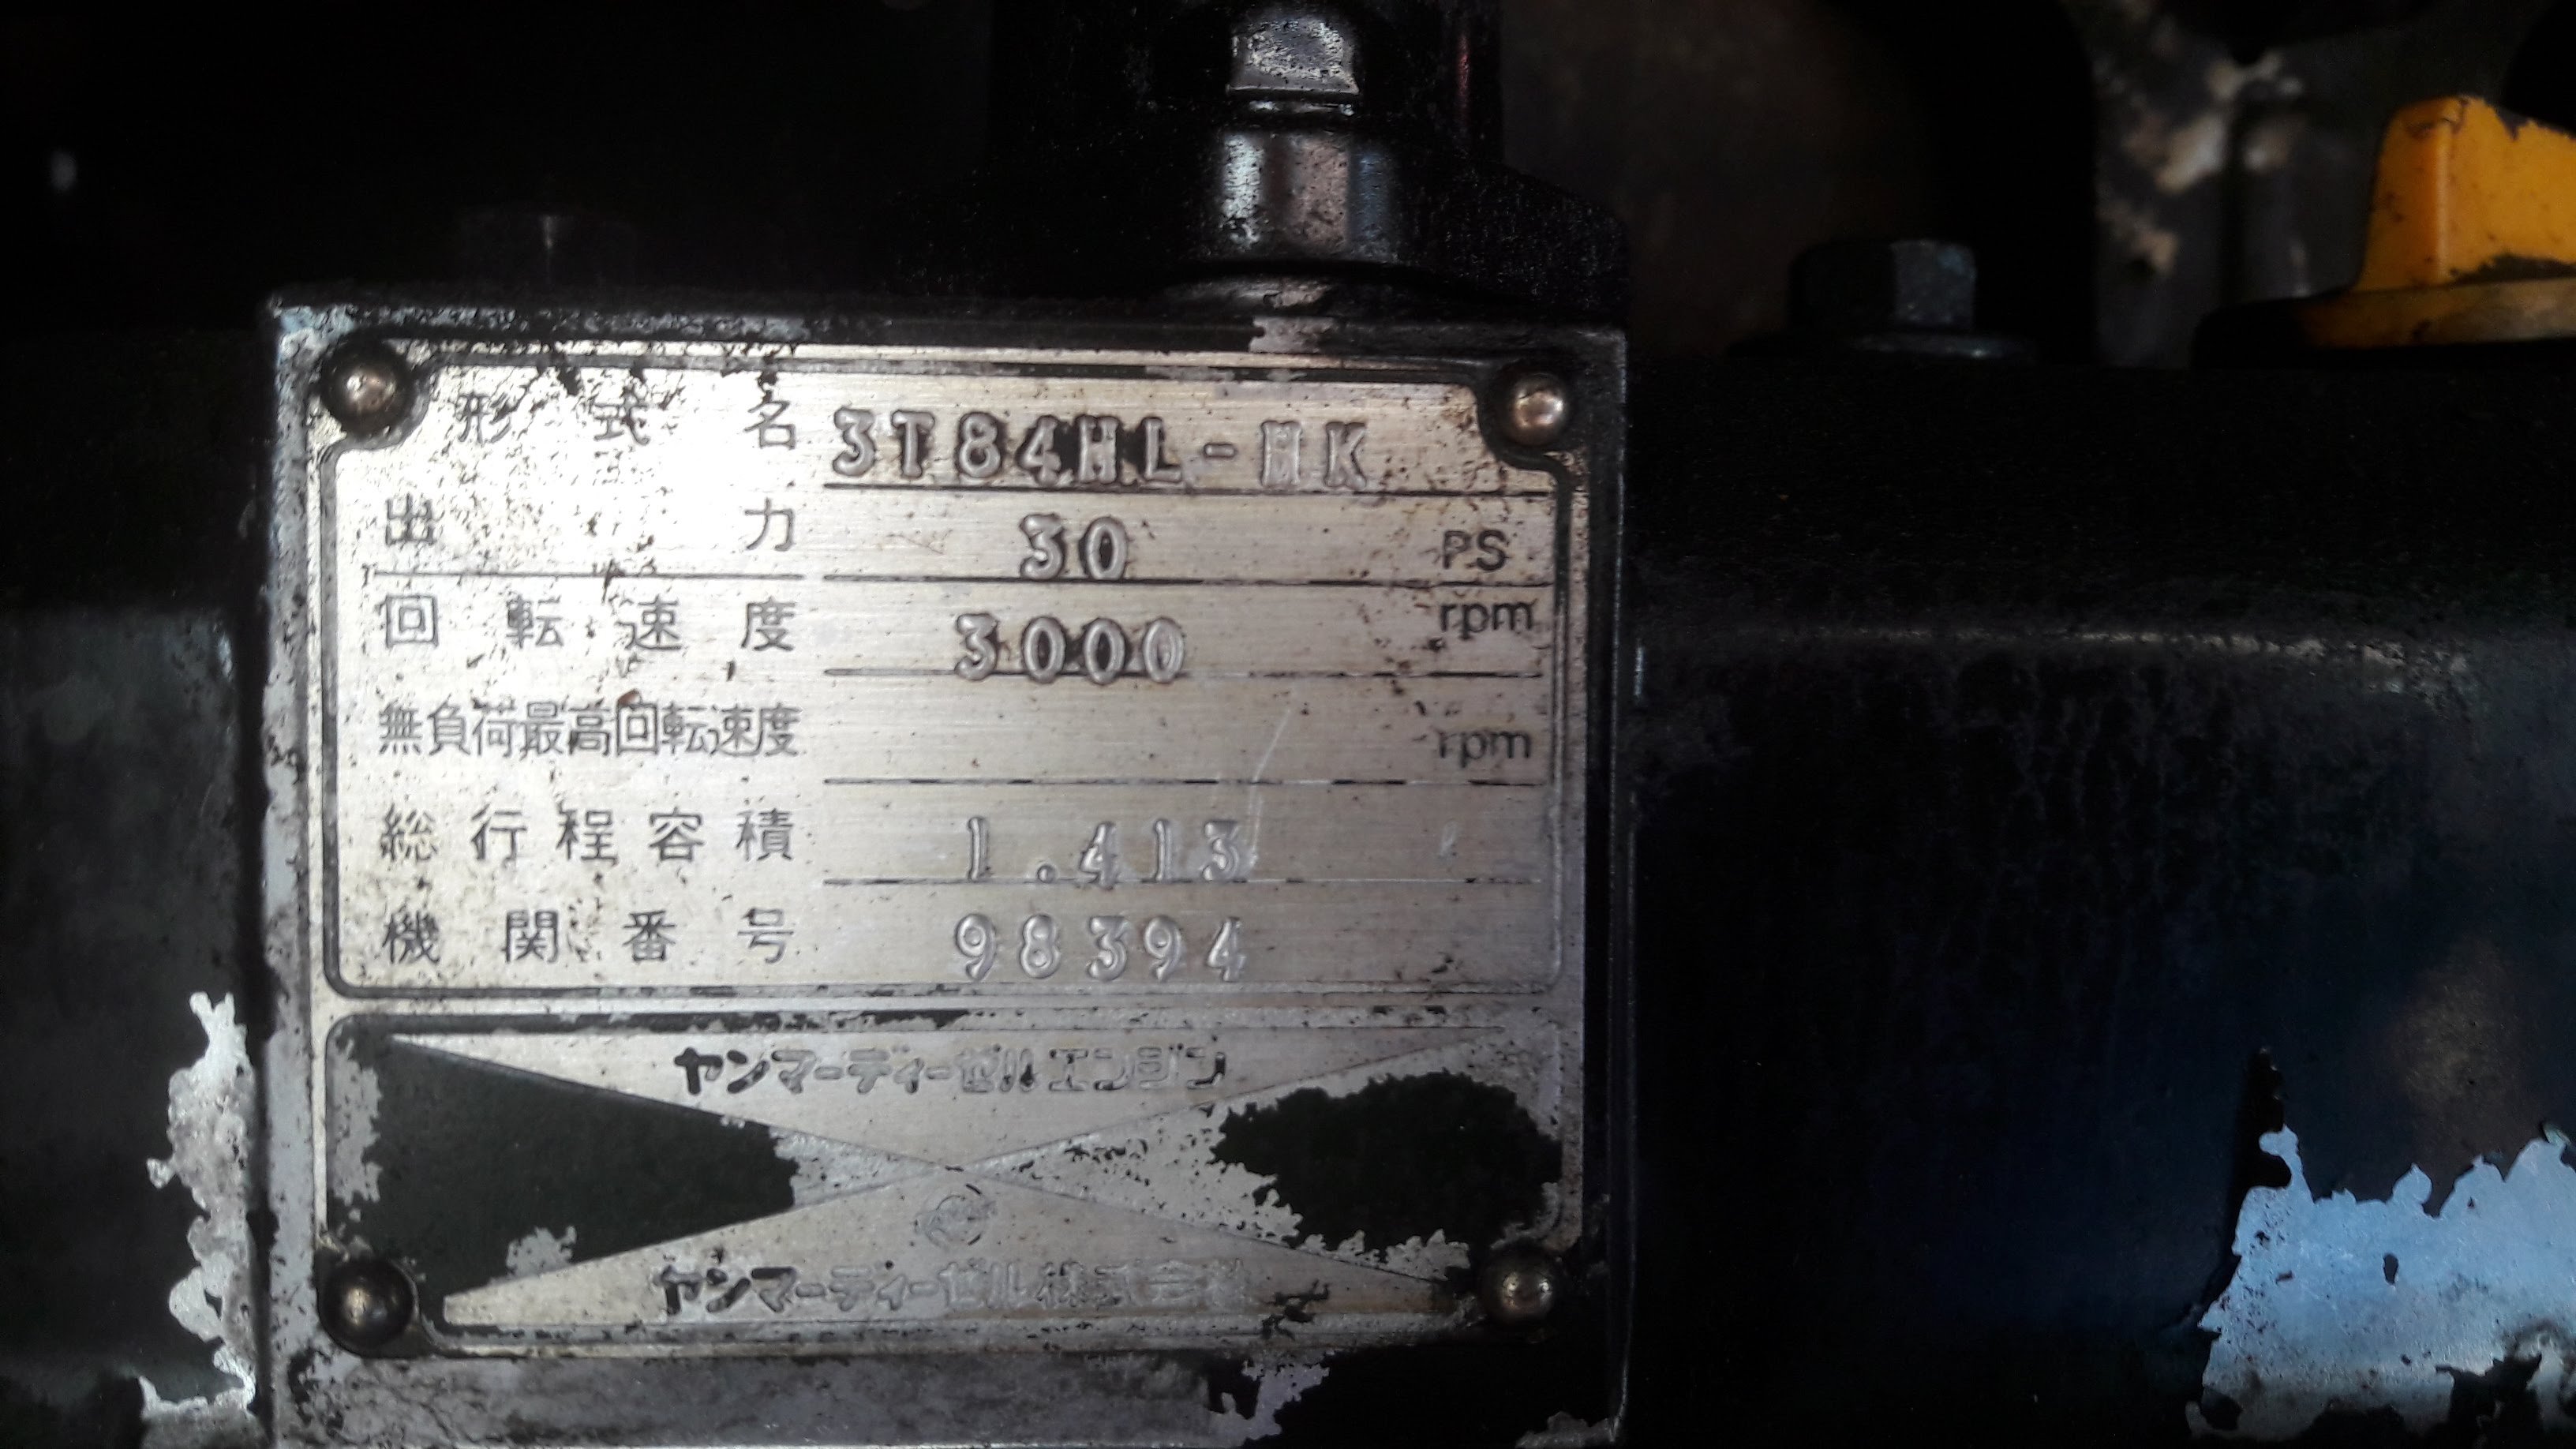 形式名 3T84HL-HK
出力 30 PS
回転速度 3000 rpm
無負荷最高回転速度 rpm
総行程容積 1.413
機関番号 98394
ヤンマーディーゼルエンジン
ヤンマーディーゼル株式会社